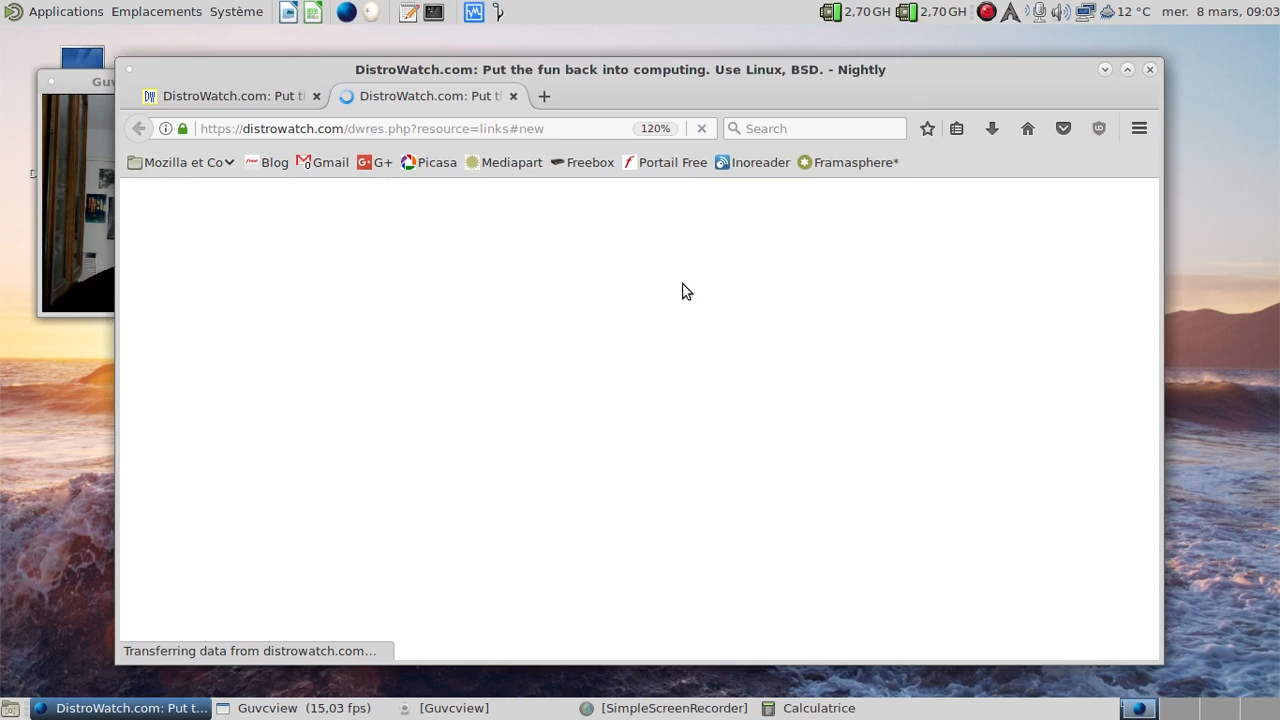 Applications Emplacements Système 2,70 GH 2,70 GH 12 °C mer. 8 mars, 09:03
DistroWatch.com: Put the fun back into computing. Use Linux, BSD. - Nightly
DistroWatch.com: Put t DistroWatch.com: Put t
https://distrowatch.com/dwres.php?resource=links#new 120% Search
Mozilla et Co Blog Gmail G+ Picasa Mediapart Freebox Portail Free Inoreader Framasphere*
Transferring data from distrowatch.com…
DistroWatch.com: Put t... Guvcview (15,03 fps) [Guvcview] [SimpleScreenRecorder] Calculatrice